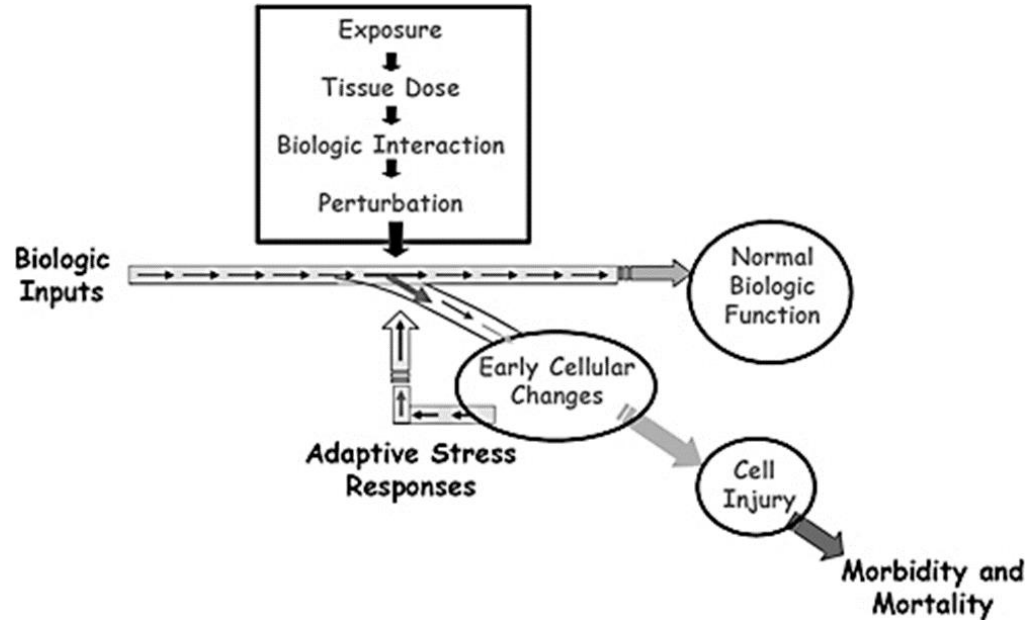 Exposure
Tissue Dose
Biologic Interaction
Perturbation
Biologic
Inputs
Normal
Biologic
Function
Early Cellular
Changes
Adaptive Stress
Responses
Cell
Injury
Morbidity and
Mortality